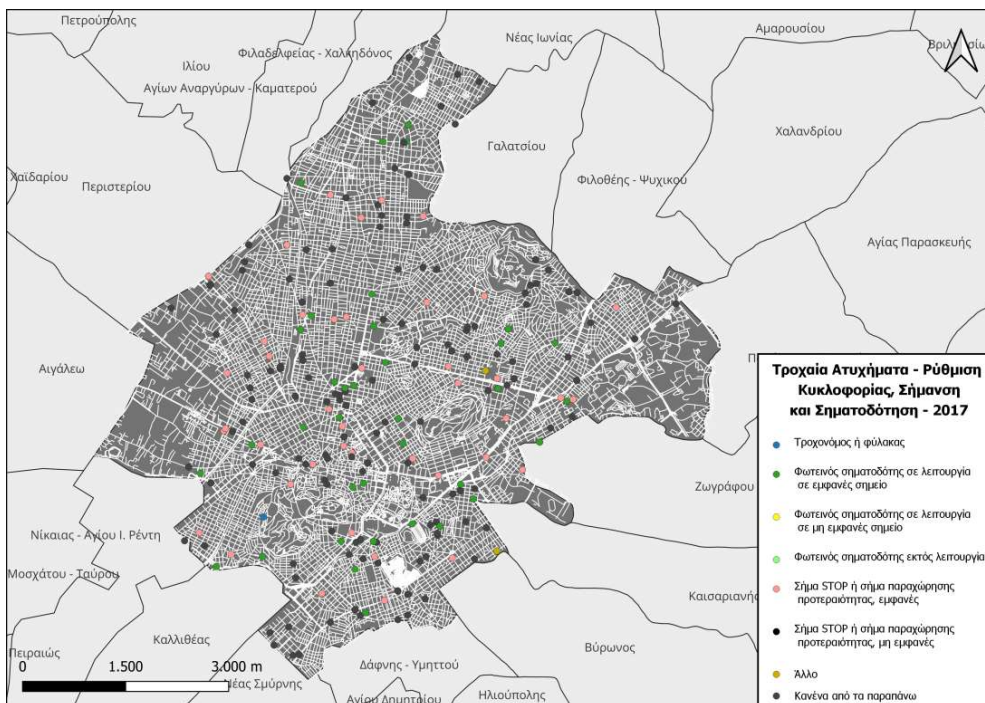 Πετρούπολης
Αμαρουσίου
Νέας Ιωνίας
Φιλαδελφείας - Χαλκηδόνος
Ιλίου
Αγίων Αναργύρων - Καματερού
Χαλανδρίου
Γαλατσίου
Χαϊδαρίου
Περιστερίου
Φιλοθέης - Ψυχικού
Αγίας Παρασκευής
Αιγάλεω
Τροχαία Ατυχήματα - Ρύθμιση
Κυκλοφορίας, Σήμανση
και Σηματοδότηση - 2017
Τροχονόμος ή φύλακας
Φωτεινός σηματοδότης σε λειτουργία
σε εμφανές σημείο
Φωτεινός σηματοδότης σε λειτουργία
σε μη εμφανές σημείο
Φωτεινός σηματοδότης εκτός λειτουργία
Σήμα STOP ή σήμα παραχώρησης
προτεραιότητας, εμφανές
Σήμα STOP ή σήμα παραχώρησης
προτεραιότητας, μη εμφανές
Άλλο
Κανένα από τα παραπάνω
Ζωγράφου
Νίκαιας - Αγίου Ι. Ρέντη
Μοσχάτου - Ταύρου
Καισαριανής
Καλλιθέας
Βύρωνος
Πειραιώς
Δάφνης - Υμηττού
0 1.500 3.000 m
Νέας Σμύρνης
Αγίου Δημητρίου
Ηλιούπολης